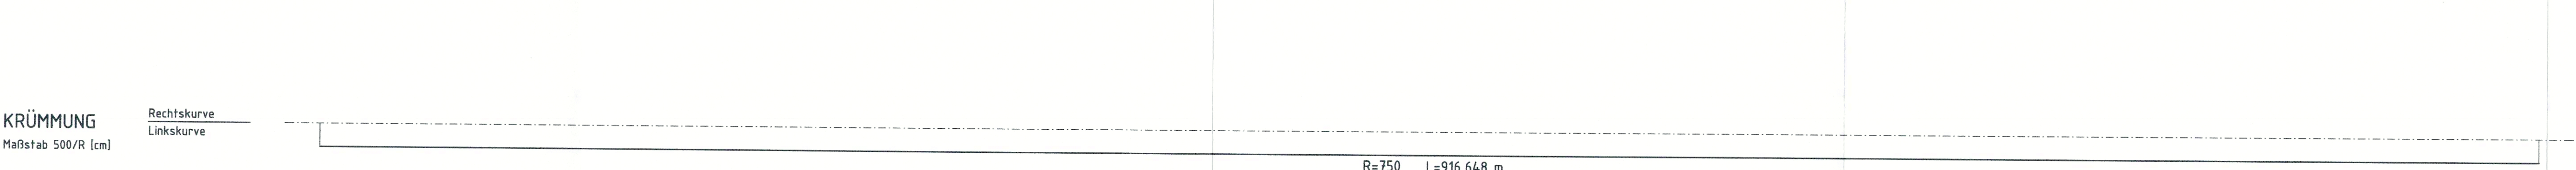 KRÜMMUNG
Maßstab 500/R [cm]
Rechtskurve
Linkskurve
R=750 L=916,648 m